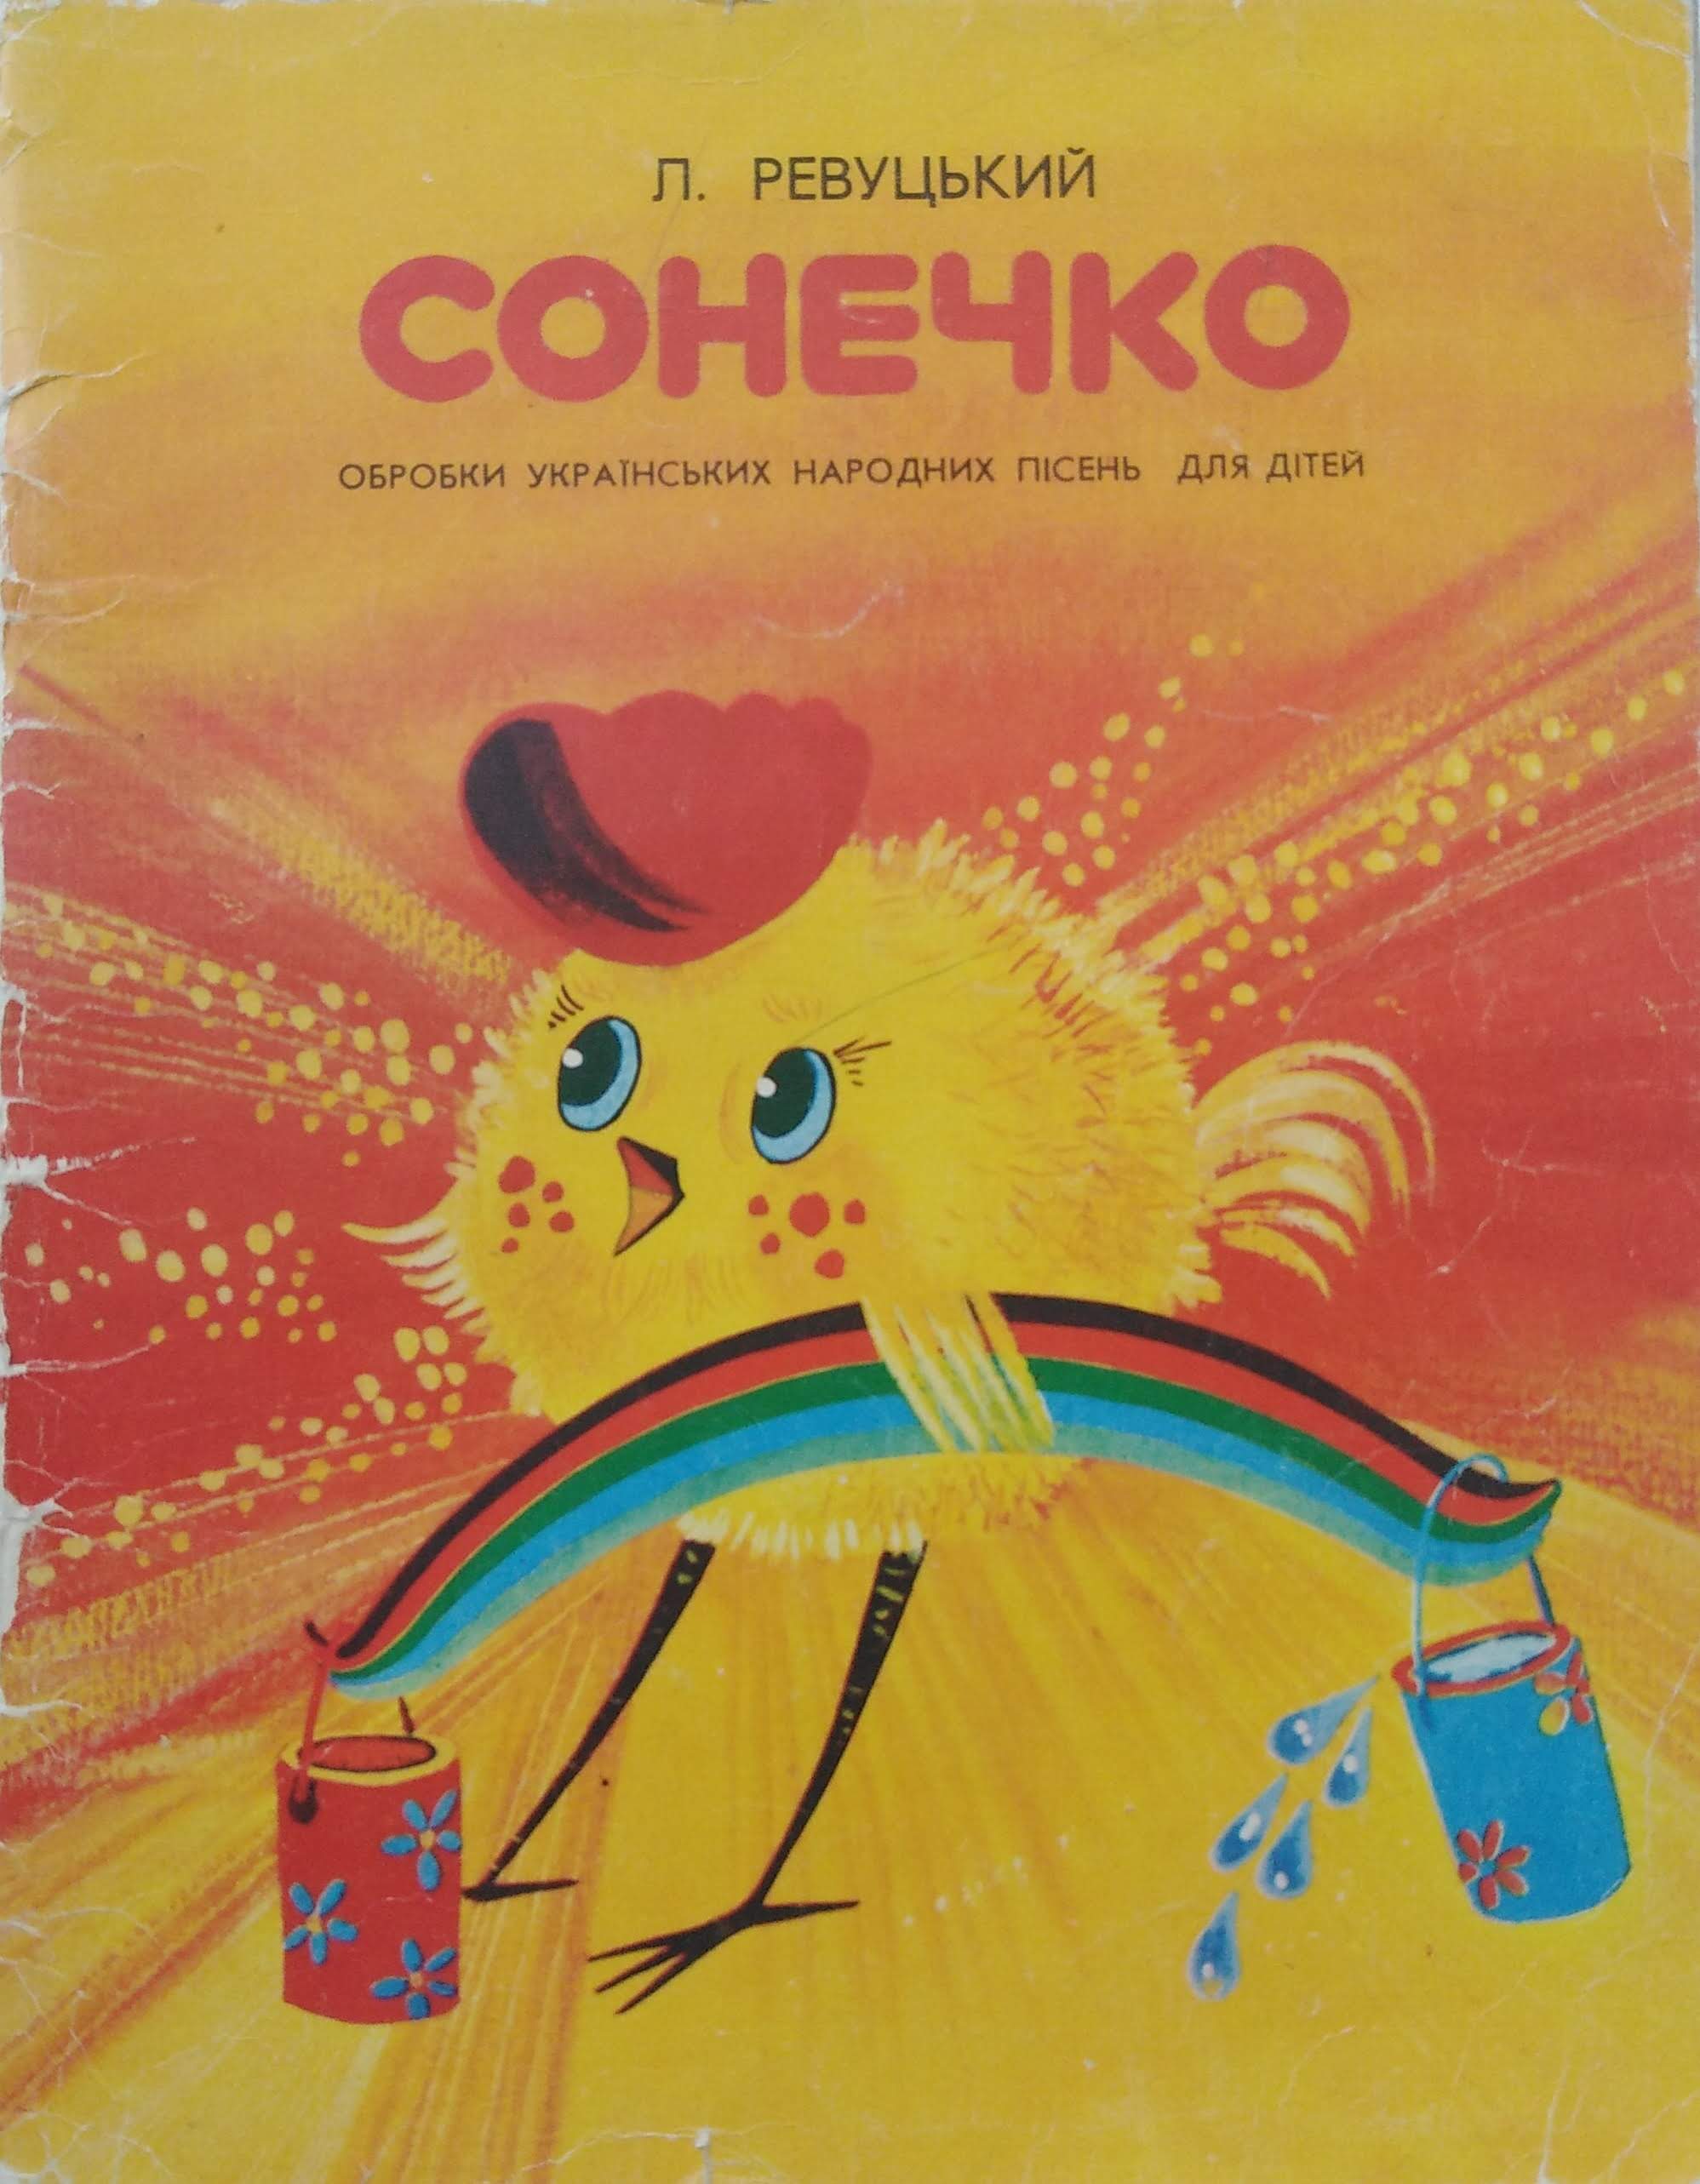 Л. РЕВУЦЬКИЙ
СОНЕЧКО
ОБРОБКИ УКРАЇНСЬКИХ НАРОДНИХ ПІСЕНЬ ДЛЯ ДІТЕЙ